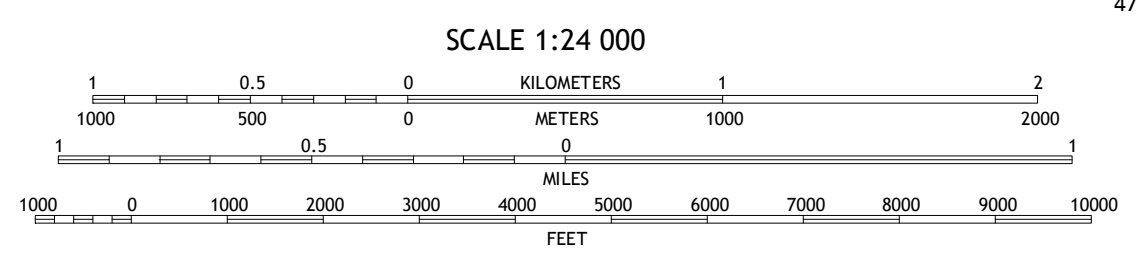 47
SCALE 1:24 000
1 0.5 0 KILOMETERS 1 2
1000 500 0 METERS 1000 2000
1 0.5 0 1
MILES
1000 0 1000 2000 3000 4000 5000 6000 7000 8000 9000 10000
FEET